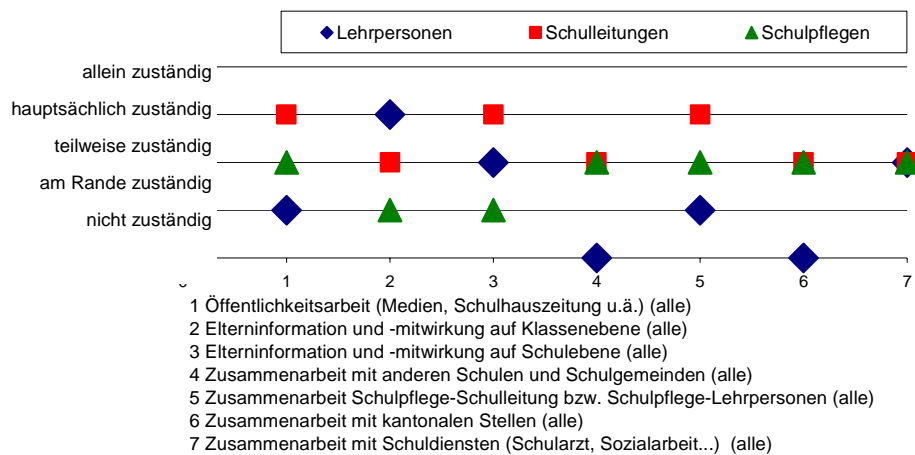 Lehrpersonen Schulleitungen Schulpflegen
allein zuständig
hauptsächlich zuständig
teilweise zuständig
am Rande zuständig
nicht zuständig
1 2 3 4 5 6 7
1 Öffentlichkeitsarbeit (Medien, Schulhauszeitung u.ä.) (alle)
2 Elterninformation und -mitwirkung auf Klassenebene (alle)
3 Elterninformation und -mitwirkung auf Schulebene (alle)
4 Zusammenarbeit mit anderen Schulen und Schulgemeinden (alle)
5 Zusammenarbeit Schulpflege-Schulleitung bzw. Schulpflege-Lehrpersonen (alle)
6 Zusammenarbeit mit kantonalen Stellen (alle)
7 Zusammenarbeit mit Schuldiensten (Schularzt, Sozialarbeit...) (alle)